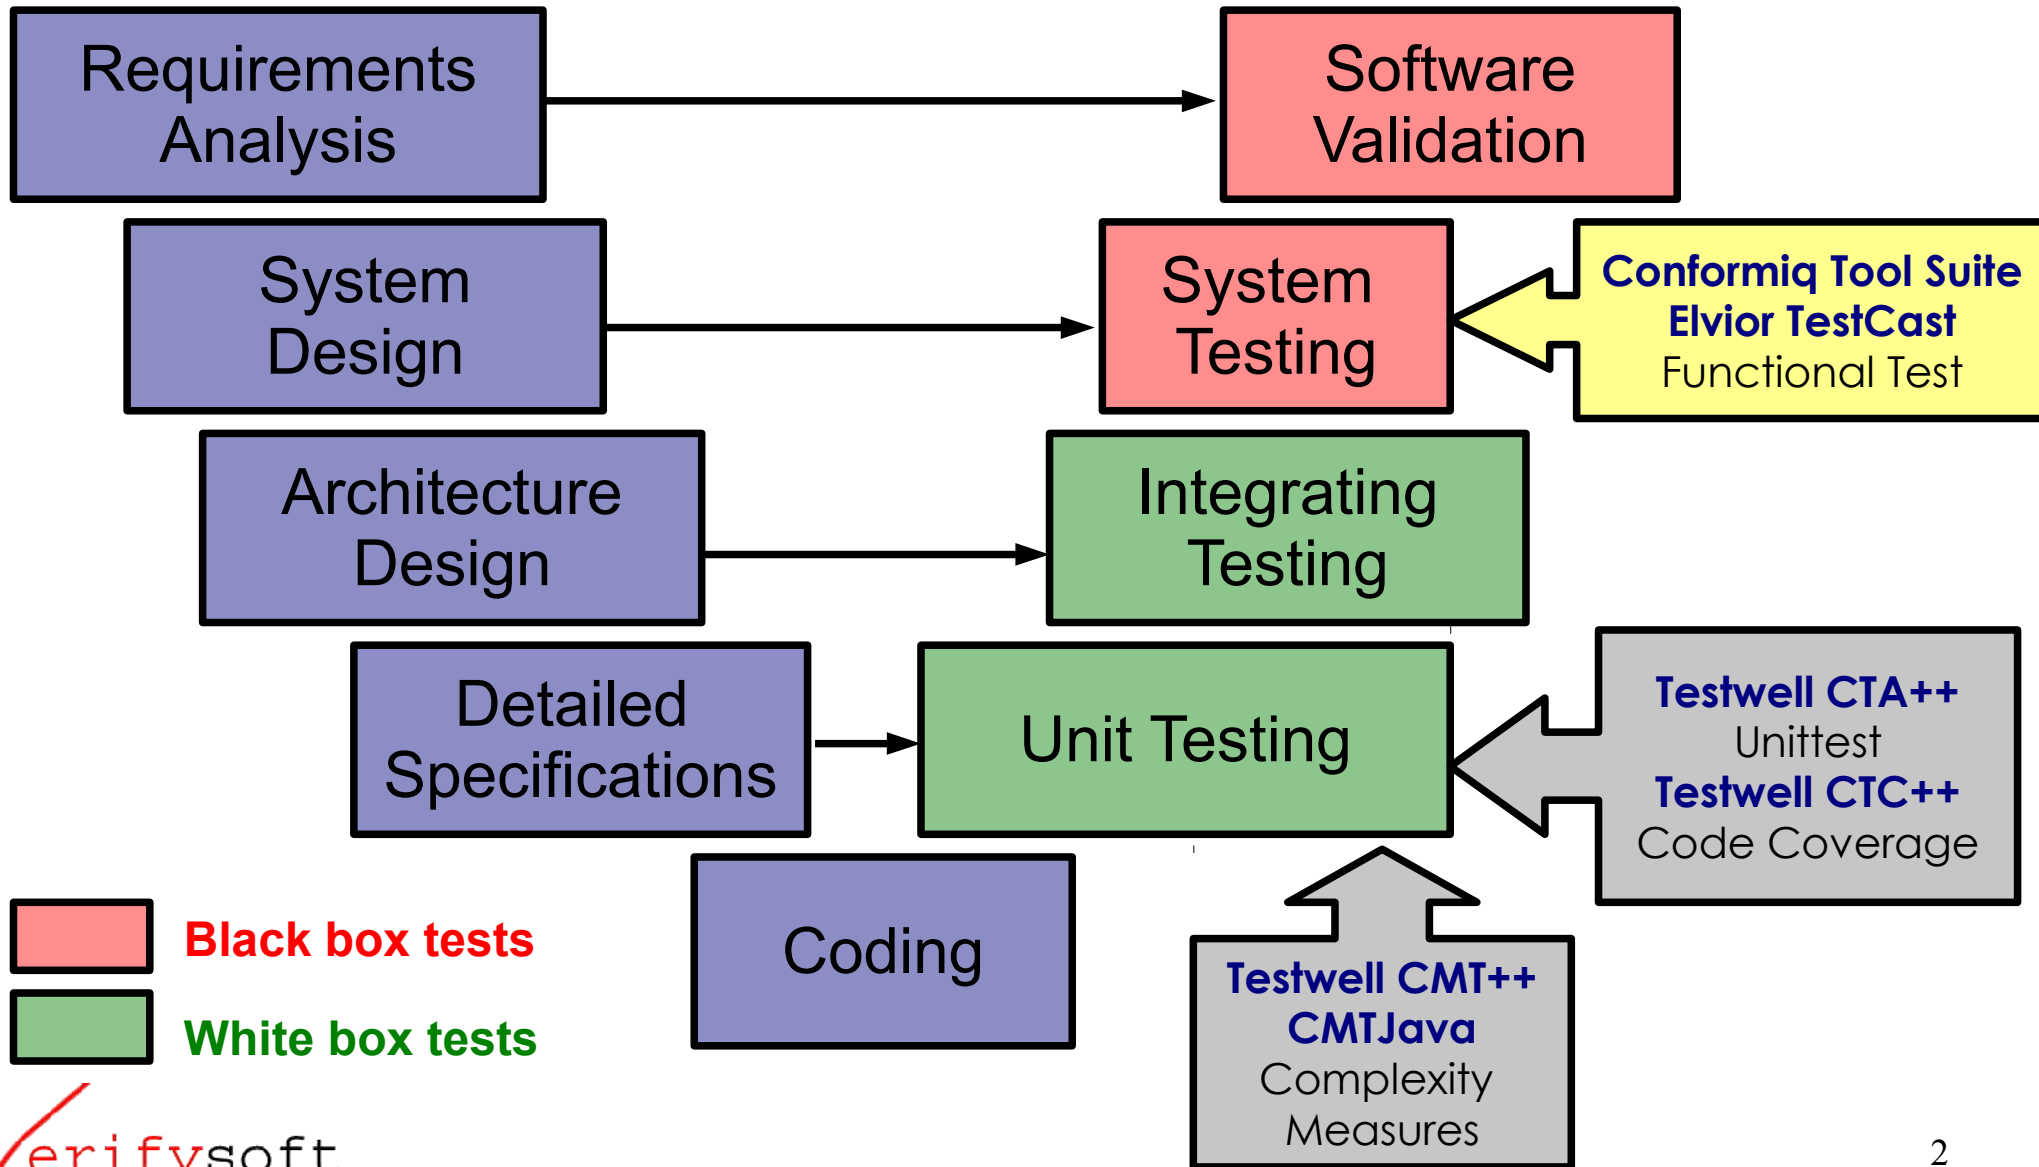 Requirements
Analysis
Software
Validation
System
Design
System
Testing
Conformiq Tool Suite
Elvior TestCast
Functional Test
Architecture
Design
Integrating
Testing
Detailed
Specifications
Unit Testing
Testwell CTA++
Unittest
Testwell CTC++
Code Coverage
Coding
Black box tests
White box tests
Testwell CMT++
CMTJava
Complexity
Measures
Verifysoft
2